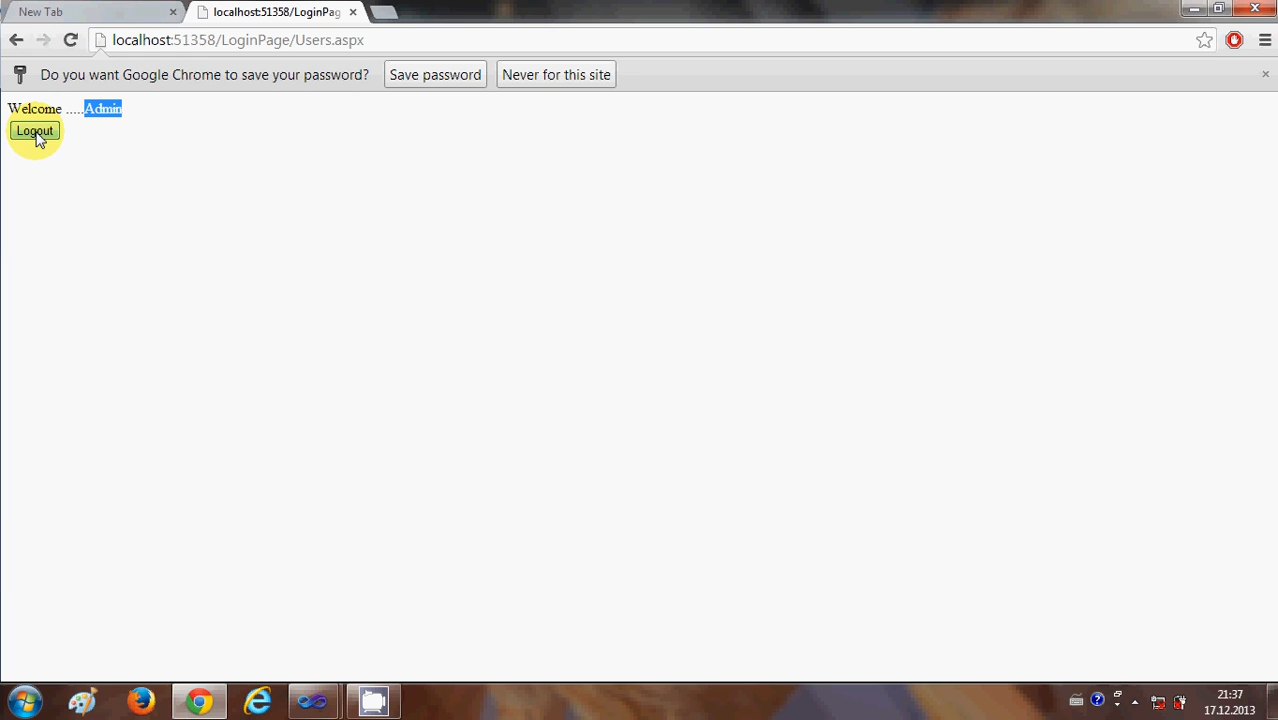 New Tab
localhost:51358/LoginPag
localhost:51358/LoginPage/Users.aspx
Do you want Google Chrome to save your password?
Save password
Never for this site
Welcome .....Admin
Logout
21:37
17.12.2013